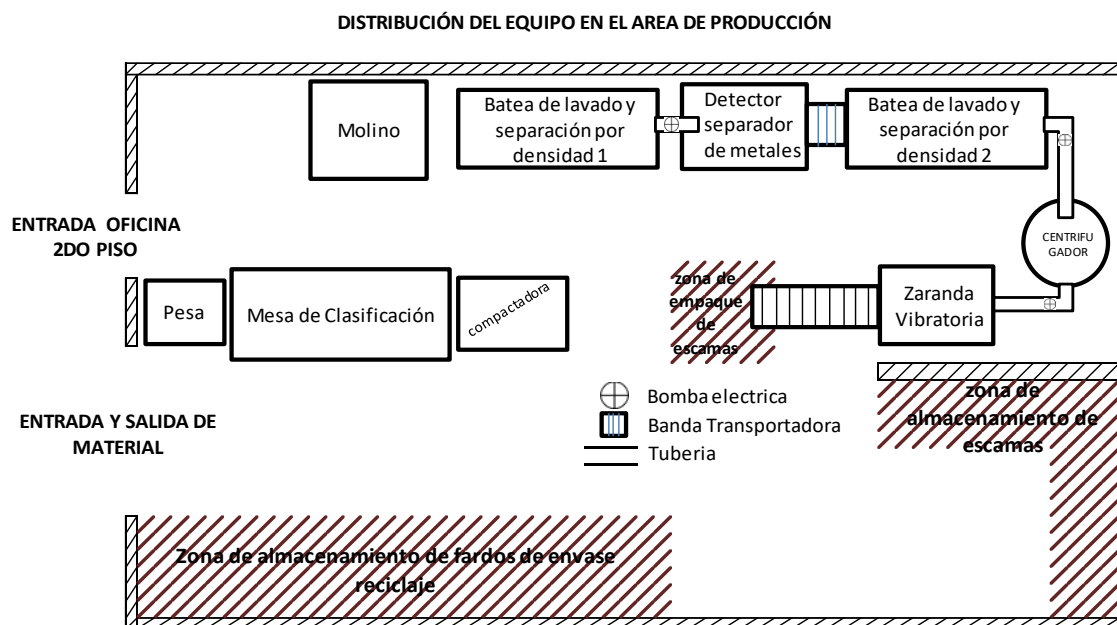 DISTRIBUCIÓN DEL EQUIPO EN EL AREA DE PRODUCCIÓN
Molino
Batea de lavado y
separación por
densidad 1
Detector
separador
de metales
Batea de lavado y
separación por
densidad 2
ENTRADA OFICINA
2DO PISO
CENTRIFU
GADOR
Pesa
Mesa de Clasificación
compactadora
zona de
empaque
de
escamas
Zaranda
Vibratoria
ENTRADA Y SALIDA DE
MATERIAL
Bomba electrica
Banda Transportadora
Tuberia
zona de
almacenamiento de
escamas
Zona de almacenamiento de fardos de envase
reciclaje